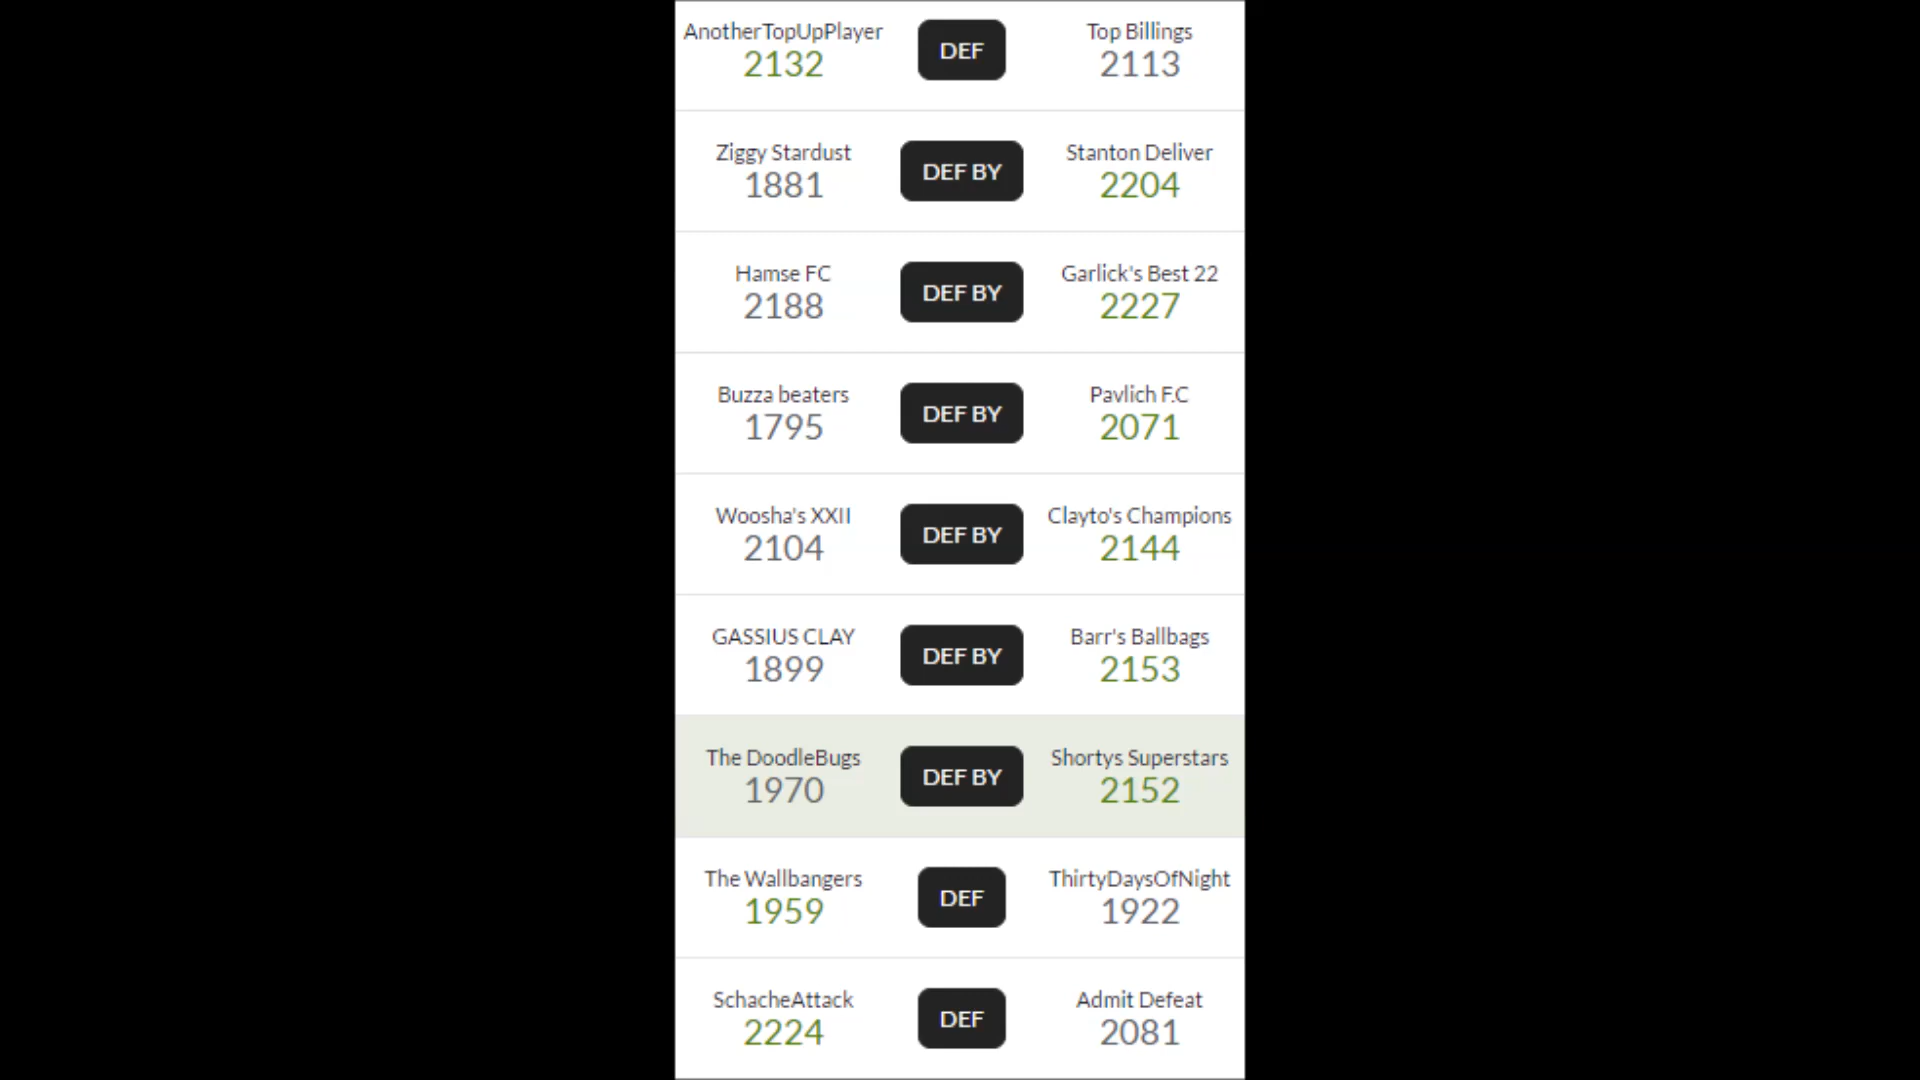 AnotherTopUpPlayer DEF Top Billings
2132 2113
Ziggy Stardust DEF BY Stanton Deliver
1881 2204
Hamse FC DEF BY Garlick's Best 22
2188 2227
Buzza beaters DEF BY Pavlich F.C
1795 2071
Woosha's XXII DEF BY Clayto's Champions
2104 2144
GASSIUS CLAY DEF BY Barr's Ballbags
1899 2153
The DoodleBugs DEF BY Shortys Superstars
1970 2152
The Wallbangers DEF ThirtyDaysOfNight
1959 1922
SchacheAttack DEF Admit Defeat
2224 2081